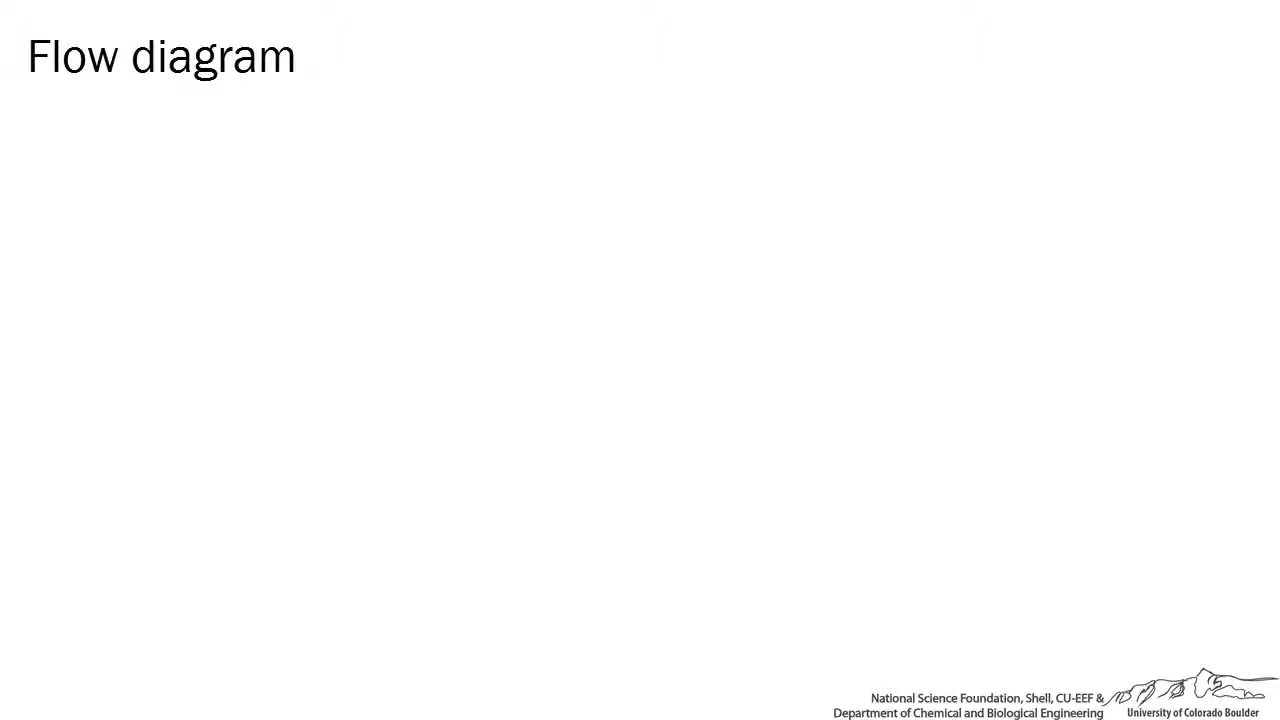 Flow diagram
National Science Foundation, Shell, CU-EEF &
Department of Chemical and Biological Engineering
University of Colorado Boulder